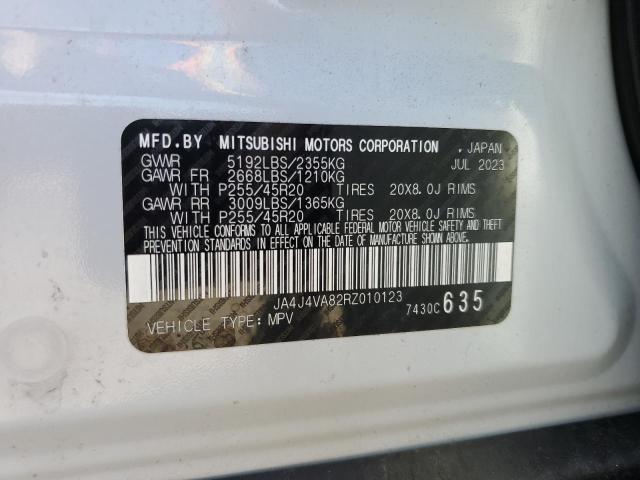 MFD.BY MITSUBISHI MOTORS CORPORATION . JAPAN
GVWR 5192LBS/2355KG JUL 2023
GAWR FR 2668LBS/1210KG
WITH P255/45R20 TIRES 20X8.0J RIMS
GAWR RR 3009LBS/1365KG
WITH P255/45R20 TIRES 20X8.0J RIMS
THIS VEHICLE CONFORMS TO ALL APPLICABLE FEDERAL MOTOR VEHICLE SAFETY AND THEFT
PREVENTION STANDARDS IN EFFECT ON THE DATE OF MANUFACTURE SHOWN ABOVE.
JA4J4VA82RZ010123
7430C 635
VEHICLE TYPE: MPV